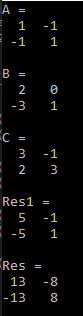 A =
1 -1
-1 1
B =
2 0
-3 1
C =
3 -1
2 3
Res1 =
5 -1
-5 1
Res =
13 -8
-13 8